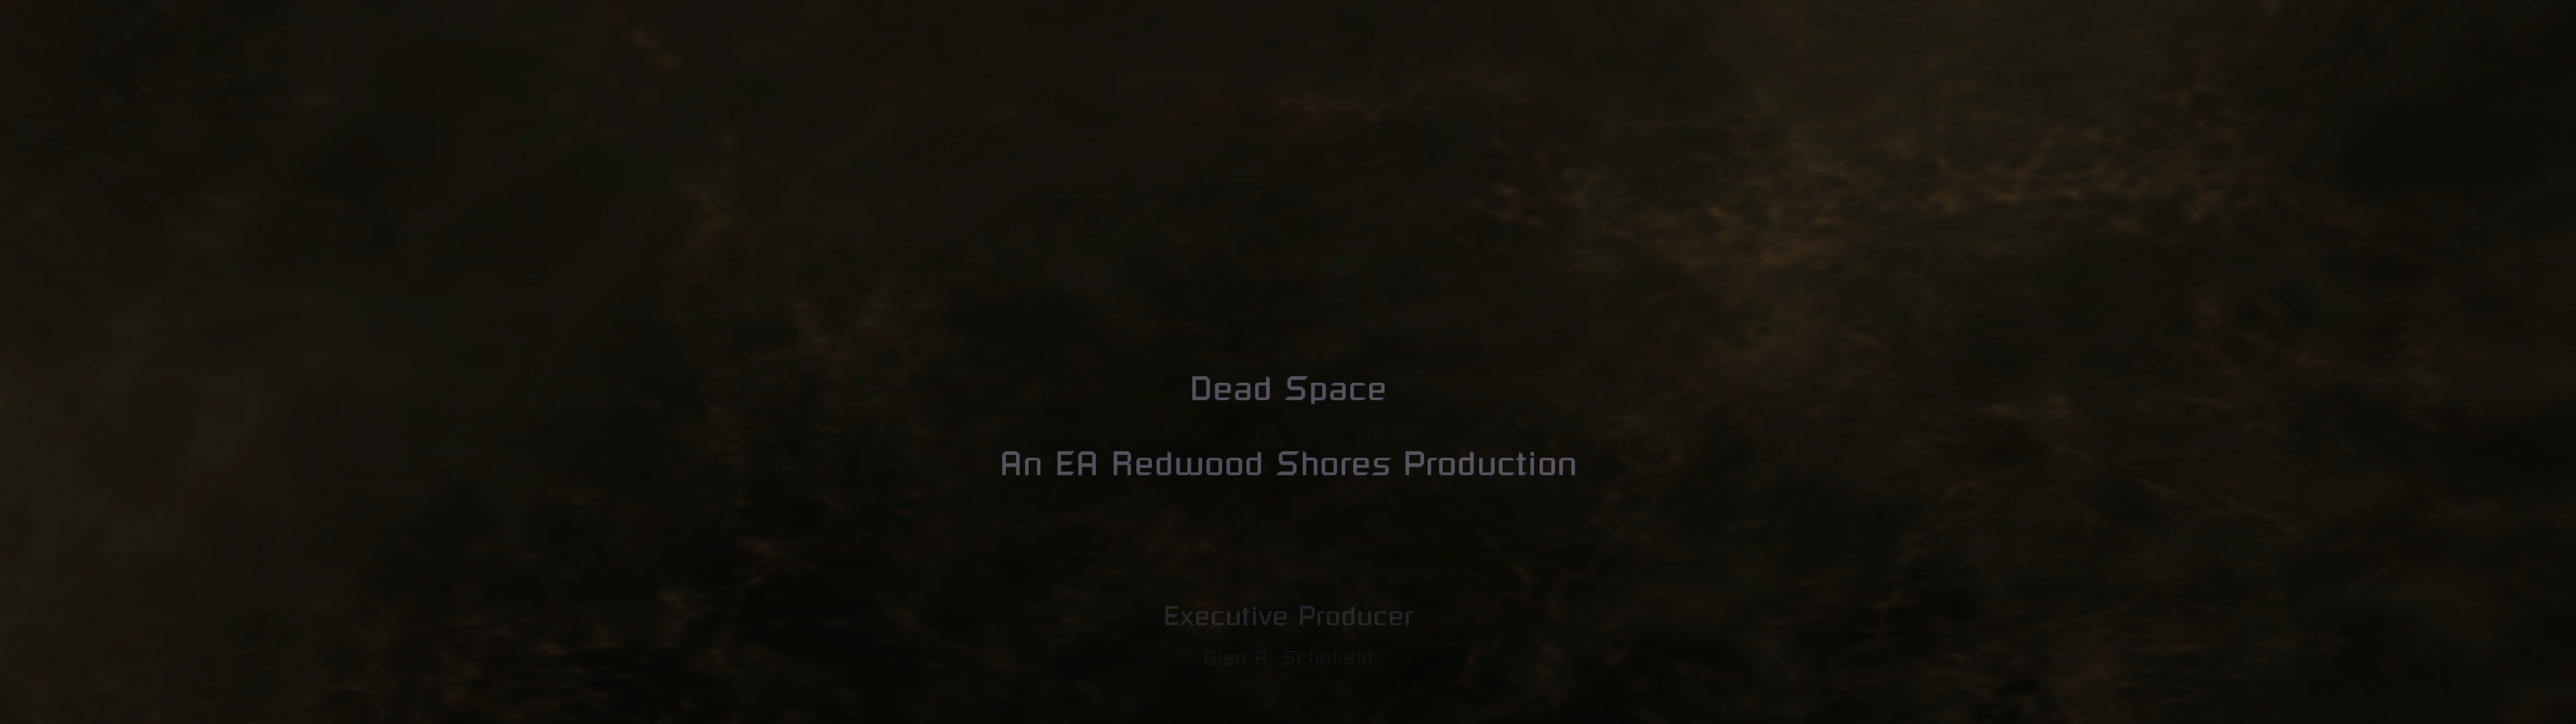 Dead Space
An EA Redwood Shores Production
Executive Producer
Glen A. Schofield